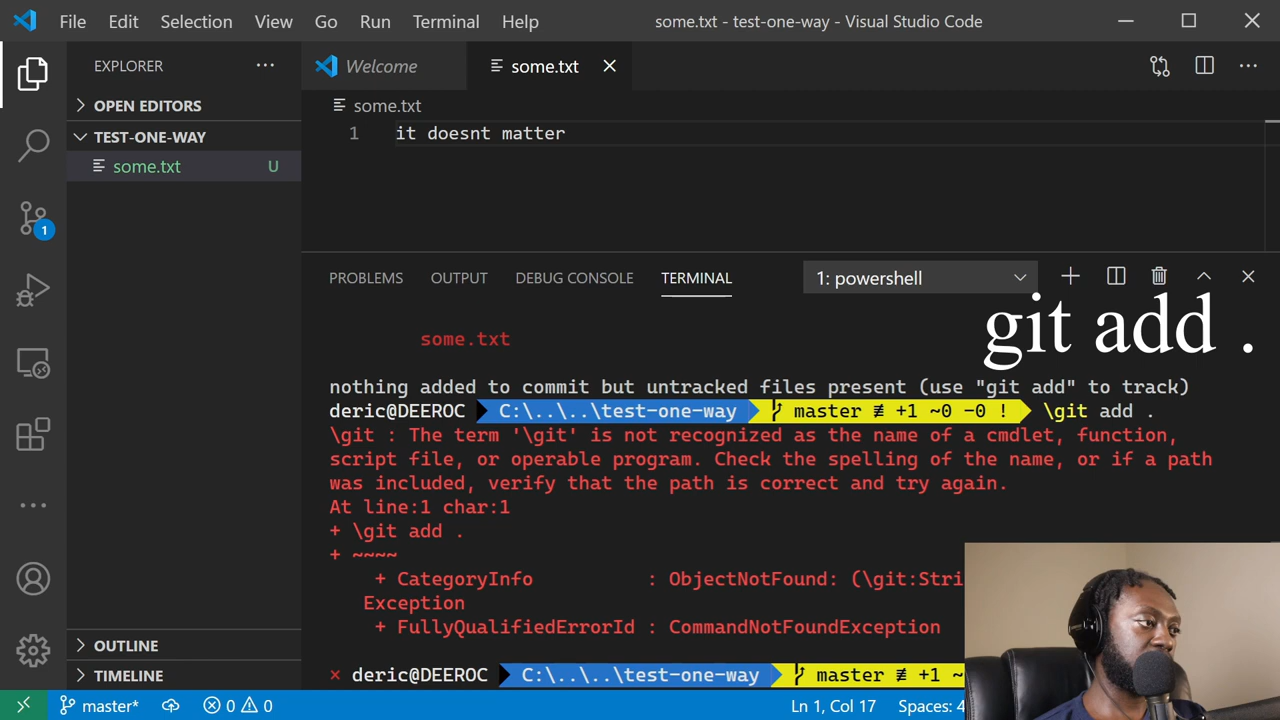 File Edit Selection View Go Run Terminal Help some.txt - test-one-way - Visual Studio Code
EXPLORER ···
OPEN EDITORS
TEST-ONE-WAY
some.txt U
1
OUTLINE
TIMELINE
Welcome some.txt
some.txt
1 it doesnt matter
PROBLEMS OUTPUT DEBUG CONSOLE TERMINAL 1: powershell
git add .
some.txt
nothing added to commit but untracked files present (use "git add" to track)
deric@DEEROC C:\..\..\test-one-way master ≢ +1 ~0 -0 ! \git add .
\git : The term '\git' is not recognized as the name of a cmdlet, function,
script file, or operable program. Check the spelling of the name, or if a path
was included, verify that the path is correct and try again.
At line:1 char:1
+ \git add .
+ ~~~~
+ CategoryInfo : ObjectNotFound: (\git:Stri
Exception
+ FullyQualifiedErrorId : CommandNotFoundException
× deric@DEEROC C:\..\..\test-one-way master ≢ +1 ~
master* 0 0 Ln 1, Col 17 Spaces: 4